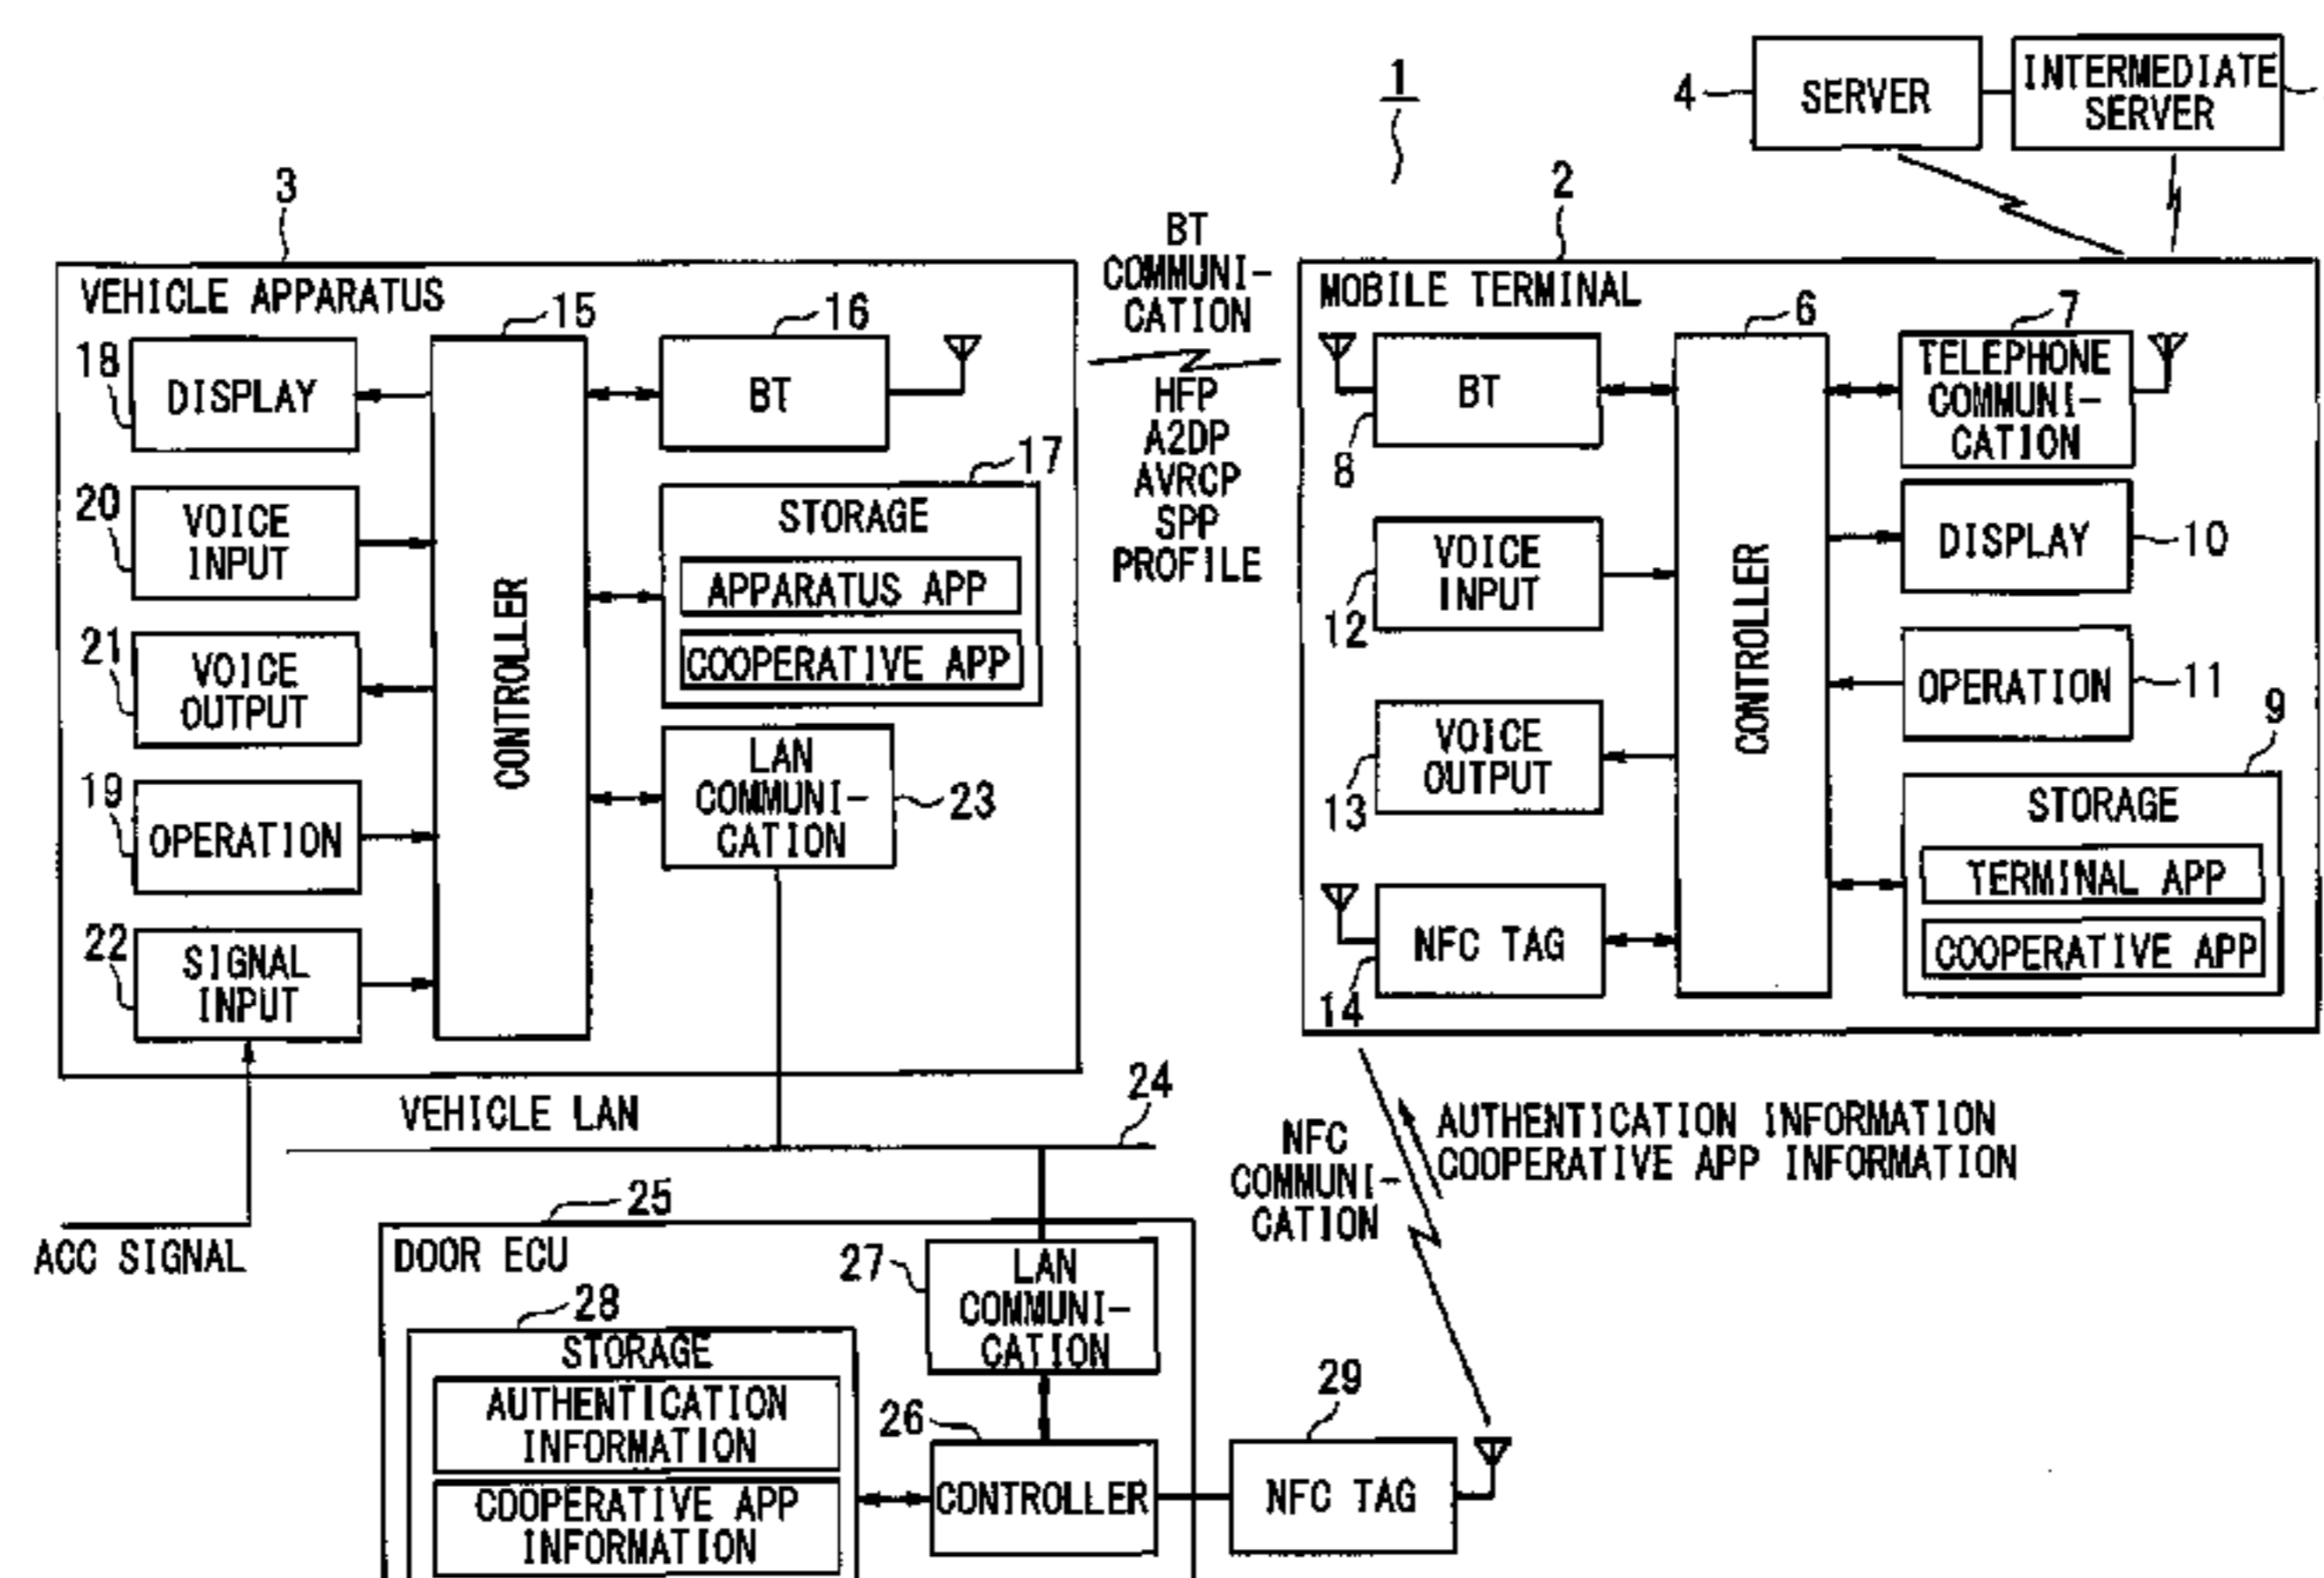 1
4
SERVER
INTERMEDIATE
SERVER
3
VEHICLE APPARATUS
15
16
18
DISPLAY
BT
20
VOICE
INPUT
17
STORAGE
APPARATUS APP
COOPERATIVE APP
CONTROLLER
21
VOICE
OUTPUT
LAN
COMMUNI-
CATION
23
19
OPERATION
22
SIGNAL
INPUT
BT
COMMUNI-
CATION
HFP
A2DP
AVRCP
SPP
PROFILE
2
MOBILE TERMINAL
6
7
BT
8
TELEPHONE
COMMUNI-
CATION
VOICE
INPUT
12
DISPLAY
10
CONTROLLER
OPERATION
11
VOICE
OUTPUT
13
9
STORAGE
TERMINAL APP
COOPERATIVE APP
NFC TAG
14
VEHICLE LAN
24
ACC SIGNAL
NFC
COMMUNI-
CATION
AUTHENTICATION INFORMATION
COOPERATIVE APP INFORMATION
25
DOOR ECU
27
LAN
COMMUNI-
CATION
28
STORAGE
AUTHENTICATION
INFORMATION
COOPERATIVE APP
INFORMATION
26
CONTROLLER
29
NFC TAG